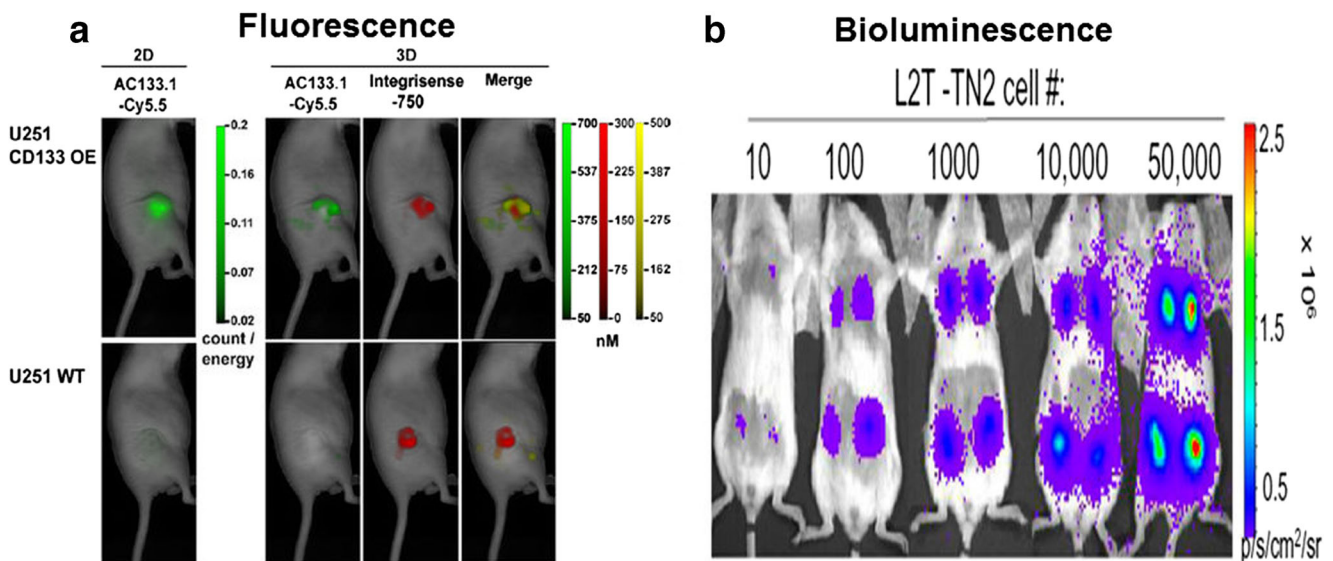 a
Fluorescence
2D
3D
AC133.1
-Cy5.5
AC133.1
-Cy5.5
Integrisense
-750
Merge
U251
CD133 OE
0.2
0.16
0.11
0.07
0.02
count /
energy
700
537
375
212
50
300
225
150
75
0
500
387
275
162
50
nM
U251 WT
b
Bioluminescence
L2T -TN2 cell #:
10
100
1000
10,000
50,000
2.5
1.5
0.5
x 10⁶
p/s/cm²/sr